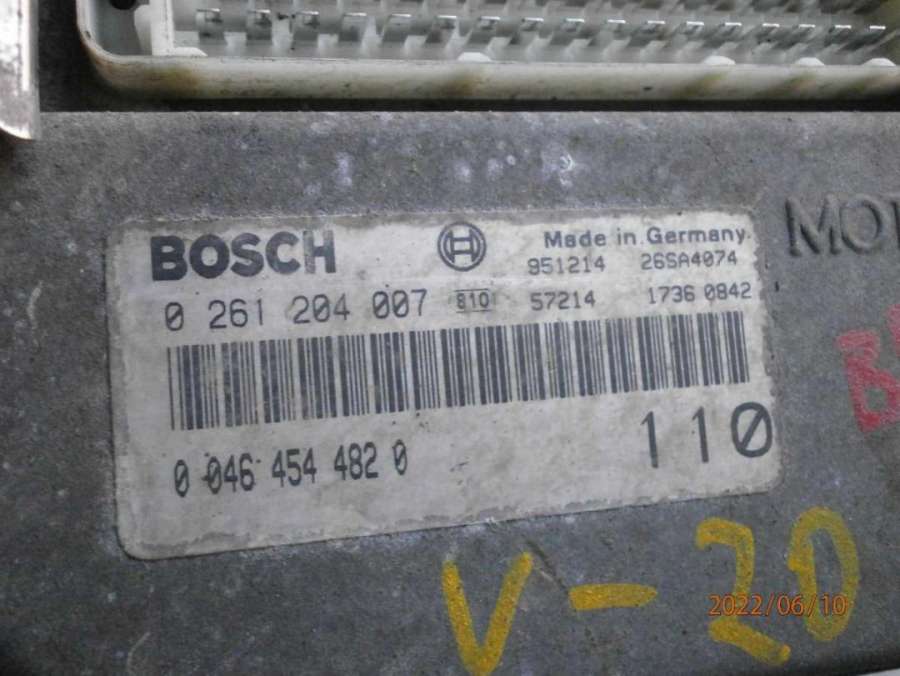 BOSCH
Made in Germany
951214 26SA4074
0 261 204 007 810 57214 1736 0842
MOT
0 046 454 482 0
110
V-20
2022/06/10